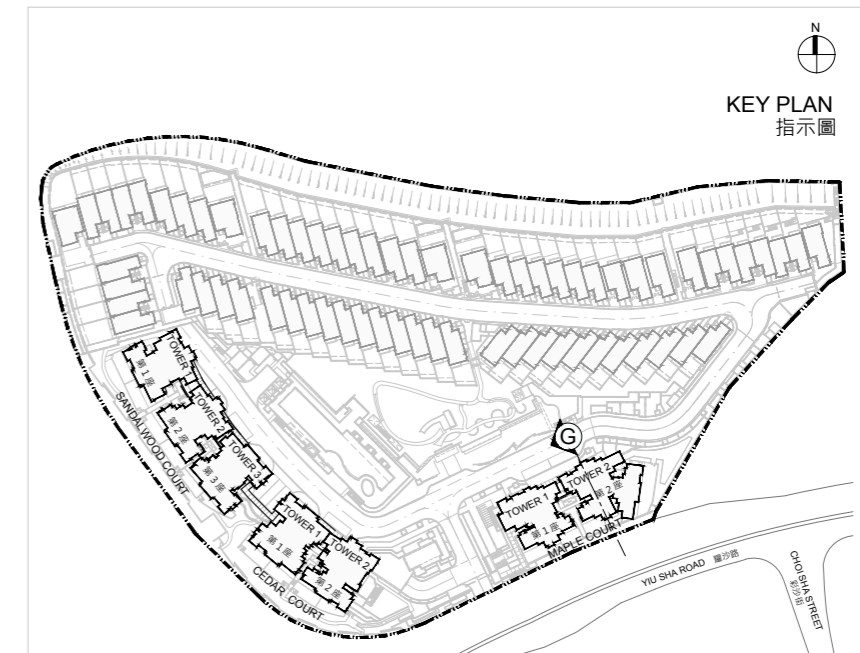 N
KEY PLAN
指示圖
TOWER 1
第 1 座
TOWER 2
第 2 座
TOWER 3
第 3 座
SANDALWOOD COURT
TOWER 1
第 1 座
TOWER 2
第 2 座
CEDAR COURT
G
TOWER 1
第 1 座
TOWER 2
第 2 座
MAPLE COURT
YIU SHA ROAD 耀沙路
CHOI SHA STREET
彩沙街